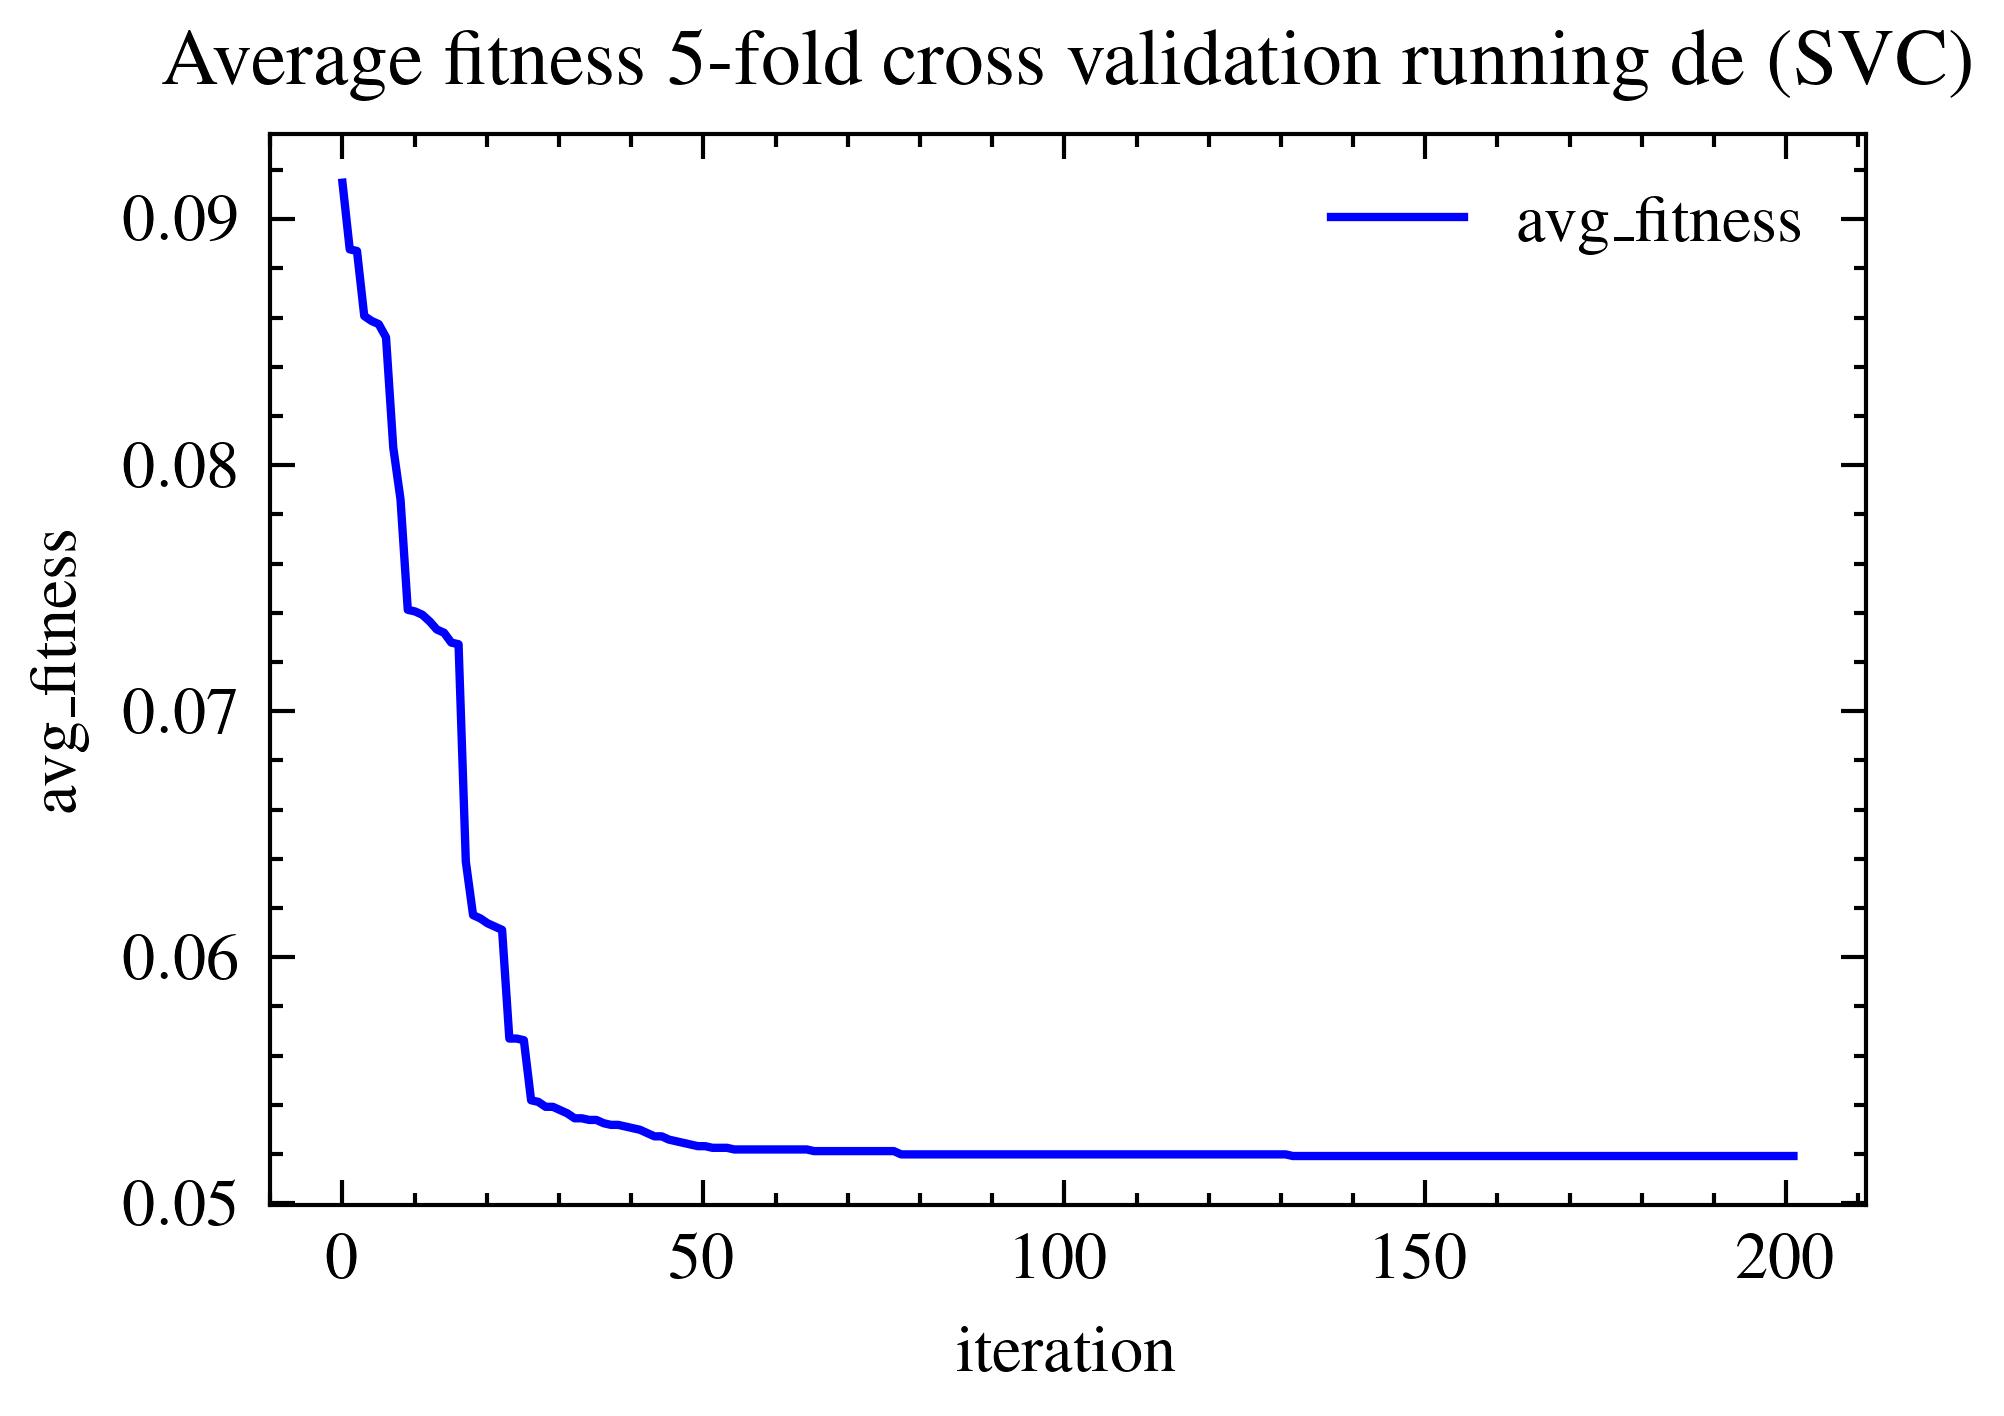 Average fitness 5-fold cross validation running de (SVC)
avg_fitness
0.09
0.08
0.07
0.06
0.05
avg_fitness
0 50 100 150 200
iteration